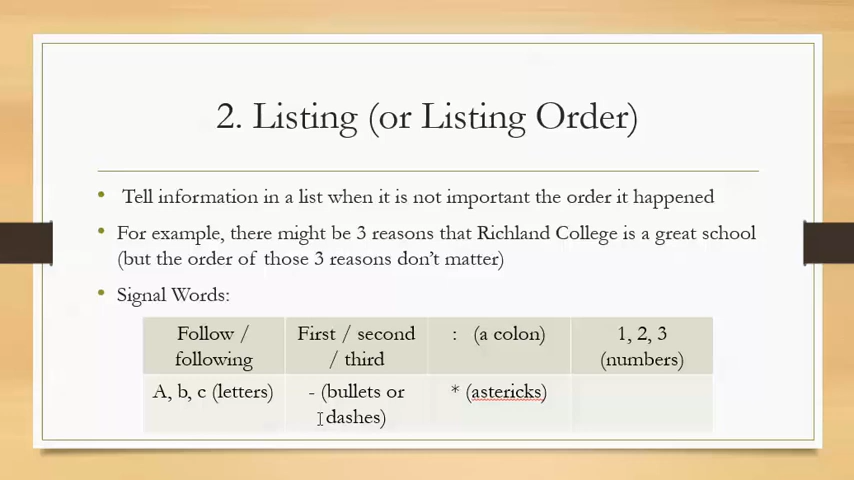 2. Listing (or Listing Order)
• Tell information in a list when it is not important the order it happened
• For example, there might be 3 reasons that Richland College is a great school
(but the order of those 3 reasons don't matter)
• Signal Words:
Follow /
following
First / second
/ third
: (a colon)
1, 2, 3
(numbers)
A, b, c (letters)
- (bullets or
dashes)
* (astericks)